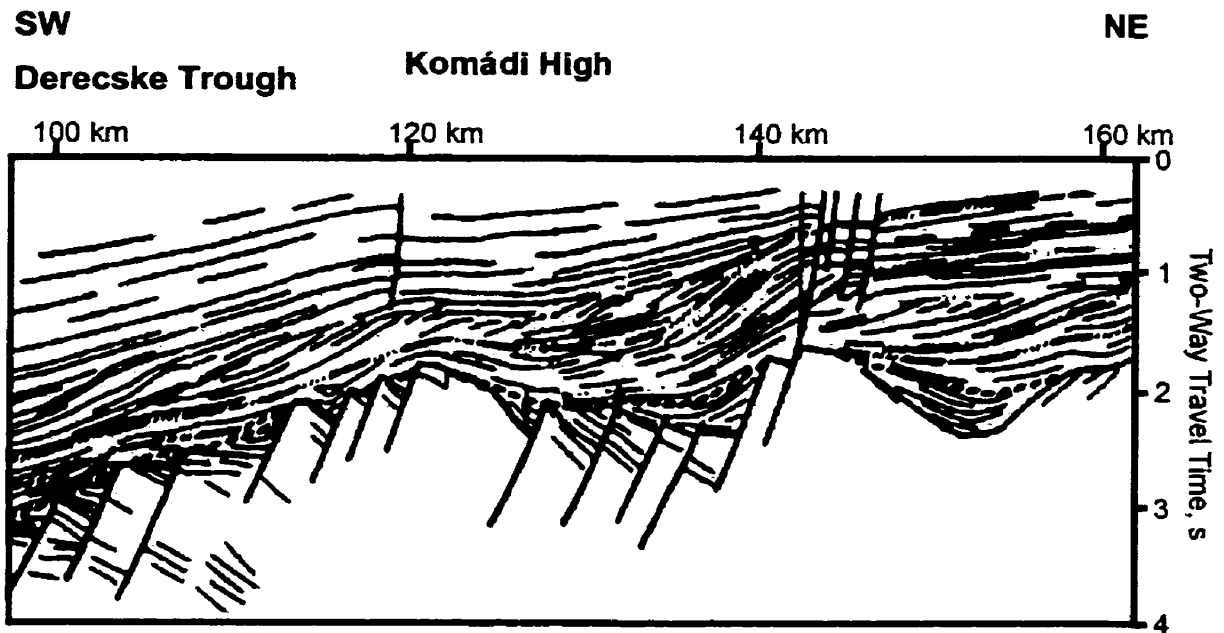 SW
NE
Derecske Trough
Komádi High
100 km
120 km
140 km
160 km
0
1
2
3
4
Two-Way Travel Time, s